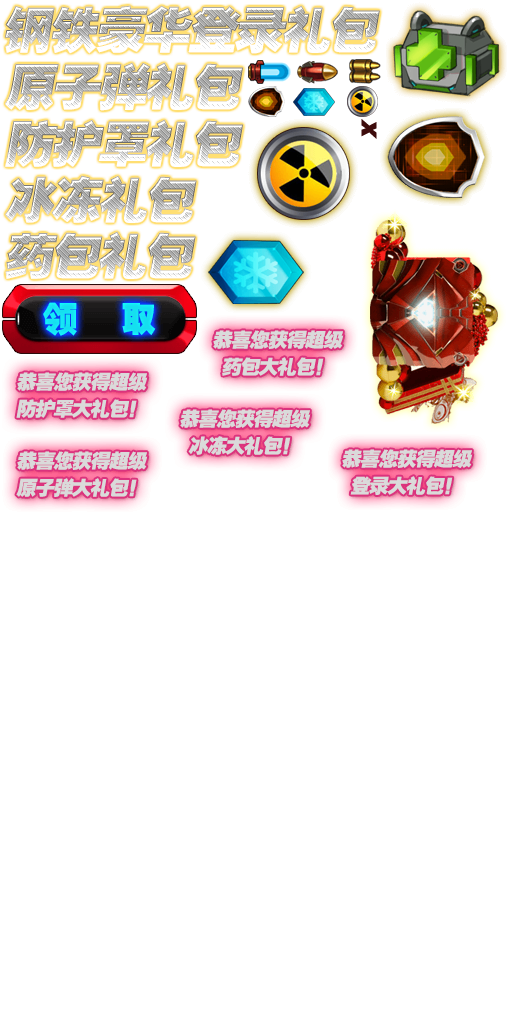 钢铁豪华登录礼包
原子弹礼包
防护罩礼包
冰冻礼包
药包礼包
x
领 取
恭喜您获得超级
药包大礼包!
恭喜您获得超级
防护罩大礼包!
恭喜您获得超级
冰冻大礼包!
恭喜您获得超级
原子弹大礼包!
恭喜您获得超级
登录大礼包!